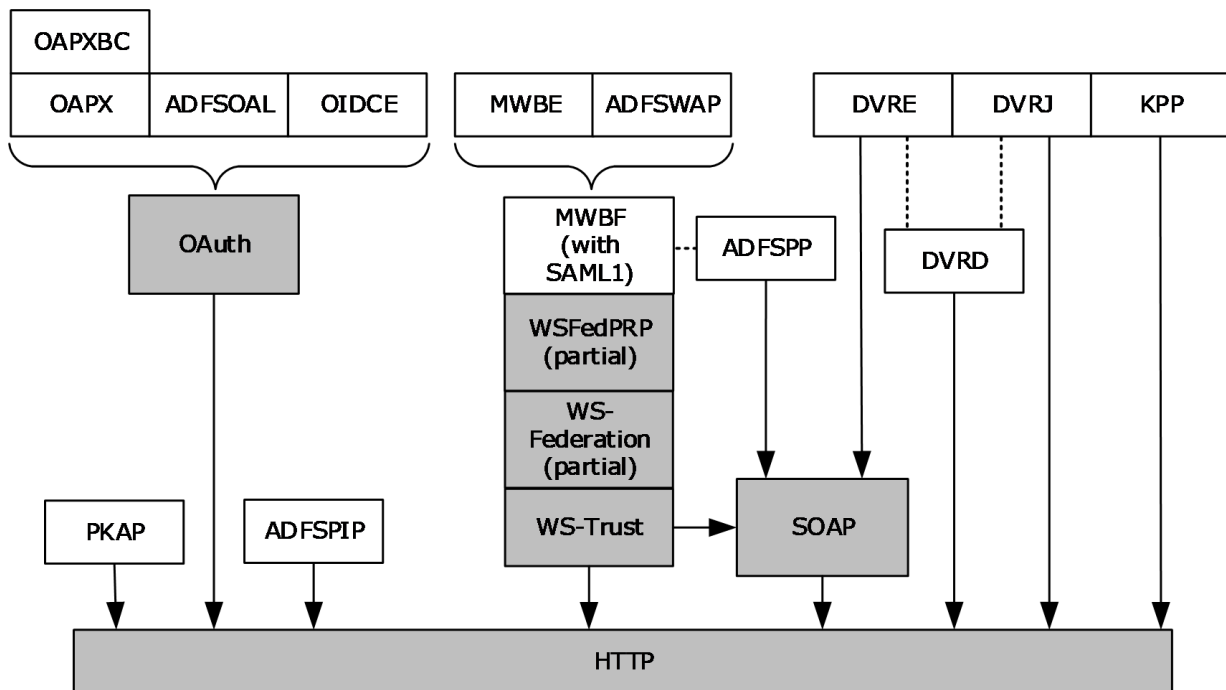 OAPXBC
OAPX
ADFSOAL
OIDCE
MWBE
ADFSWAP
DVRE
DVRJ
KPP
OAuth
MWBF
(with
SAML1)
ADFSPP
DVRD
WSFedPRP
(partial)
WS-
Federation
(partial)
PKAP
ADFSPIP
WS-Trust
SOAP
HTTP